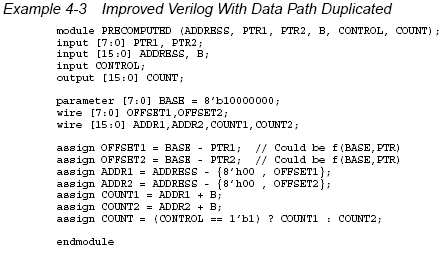 Example 4-3 Improved Verilog With Data Path Duplicated
module PRECOMPUTED (ADDRESS, PTR1, PTR2, B, CONTROL, COUNT);
input [7:0] PTR1, PTR2;
input [15:0] ADDRESS, B;
input CONTROL;
output [15:0] COUNT;
parameter [7:0] BASE = 8'b10000000;
wire [7:0] OFFSET1,OFFSET2;
wire [15:0] ADDR1,ADDR2,COUNT1,COUNT2;
assign OFFSET1 = BASE - PTR1; // Could be f(BASE,PTR)
assign OFFSET2 = BASE - PTR2; // Could be f(BASE,PTR)
assign ADDR1 = ADDRESS - {8'h00 , OFFSET1};
assign ADDR2 = ADDRESS - {8'h00 , OFFSET2};
assign COUNT1 = ADDR1 + B;
assign COUNT2 = ADDR2 + B;
assign COUNT = (CONTROL == 1'b1) ? COUNT1 : COUNT2;
endmodule